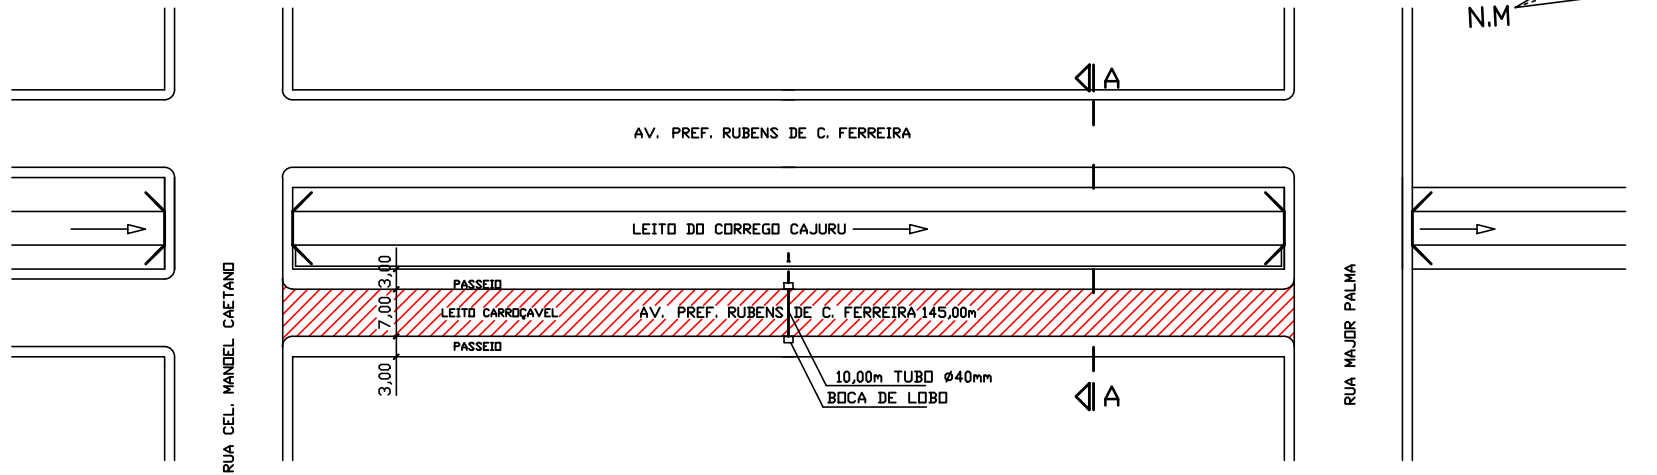 N.M
A
AV. PREF. RUBENS DE C. FERREIRA
LEITO DO CORREGO CAJURU
3,00
PASSEIO
7,00
LEITO CARROÇAVEL
AV. PREF. RUBENS DE C. FERREIRA 145,00m
PASSEIO
3,00
10,00m TUBO Ø40mm
BOCA DE LOBO
A
RUA CEL. MANOEL CAETANO
RUA MAJOR PALMA